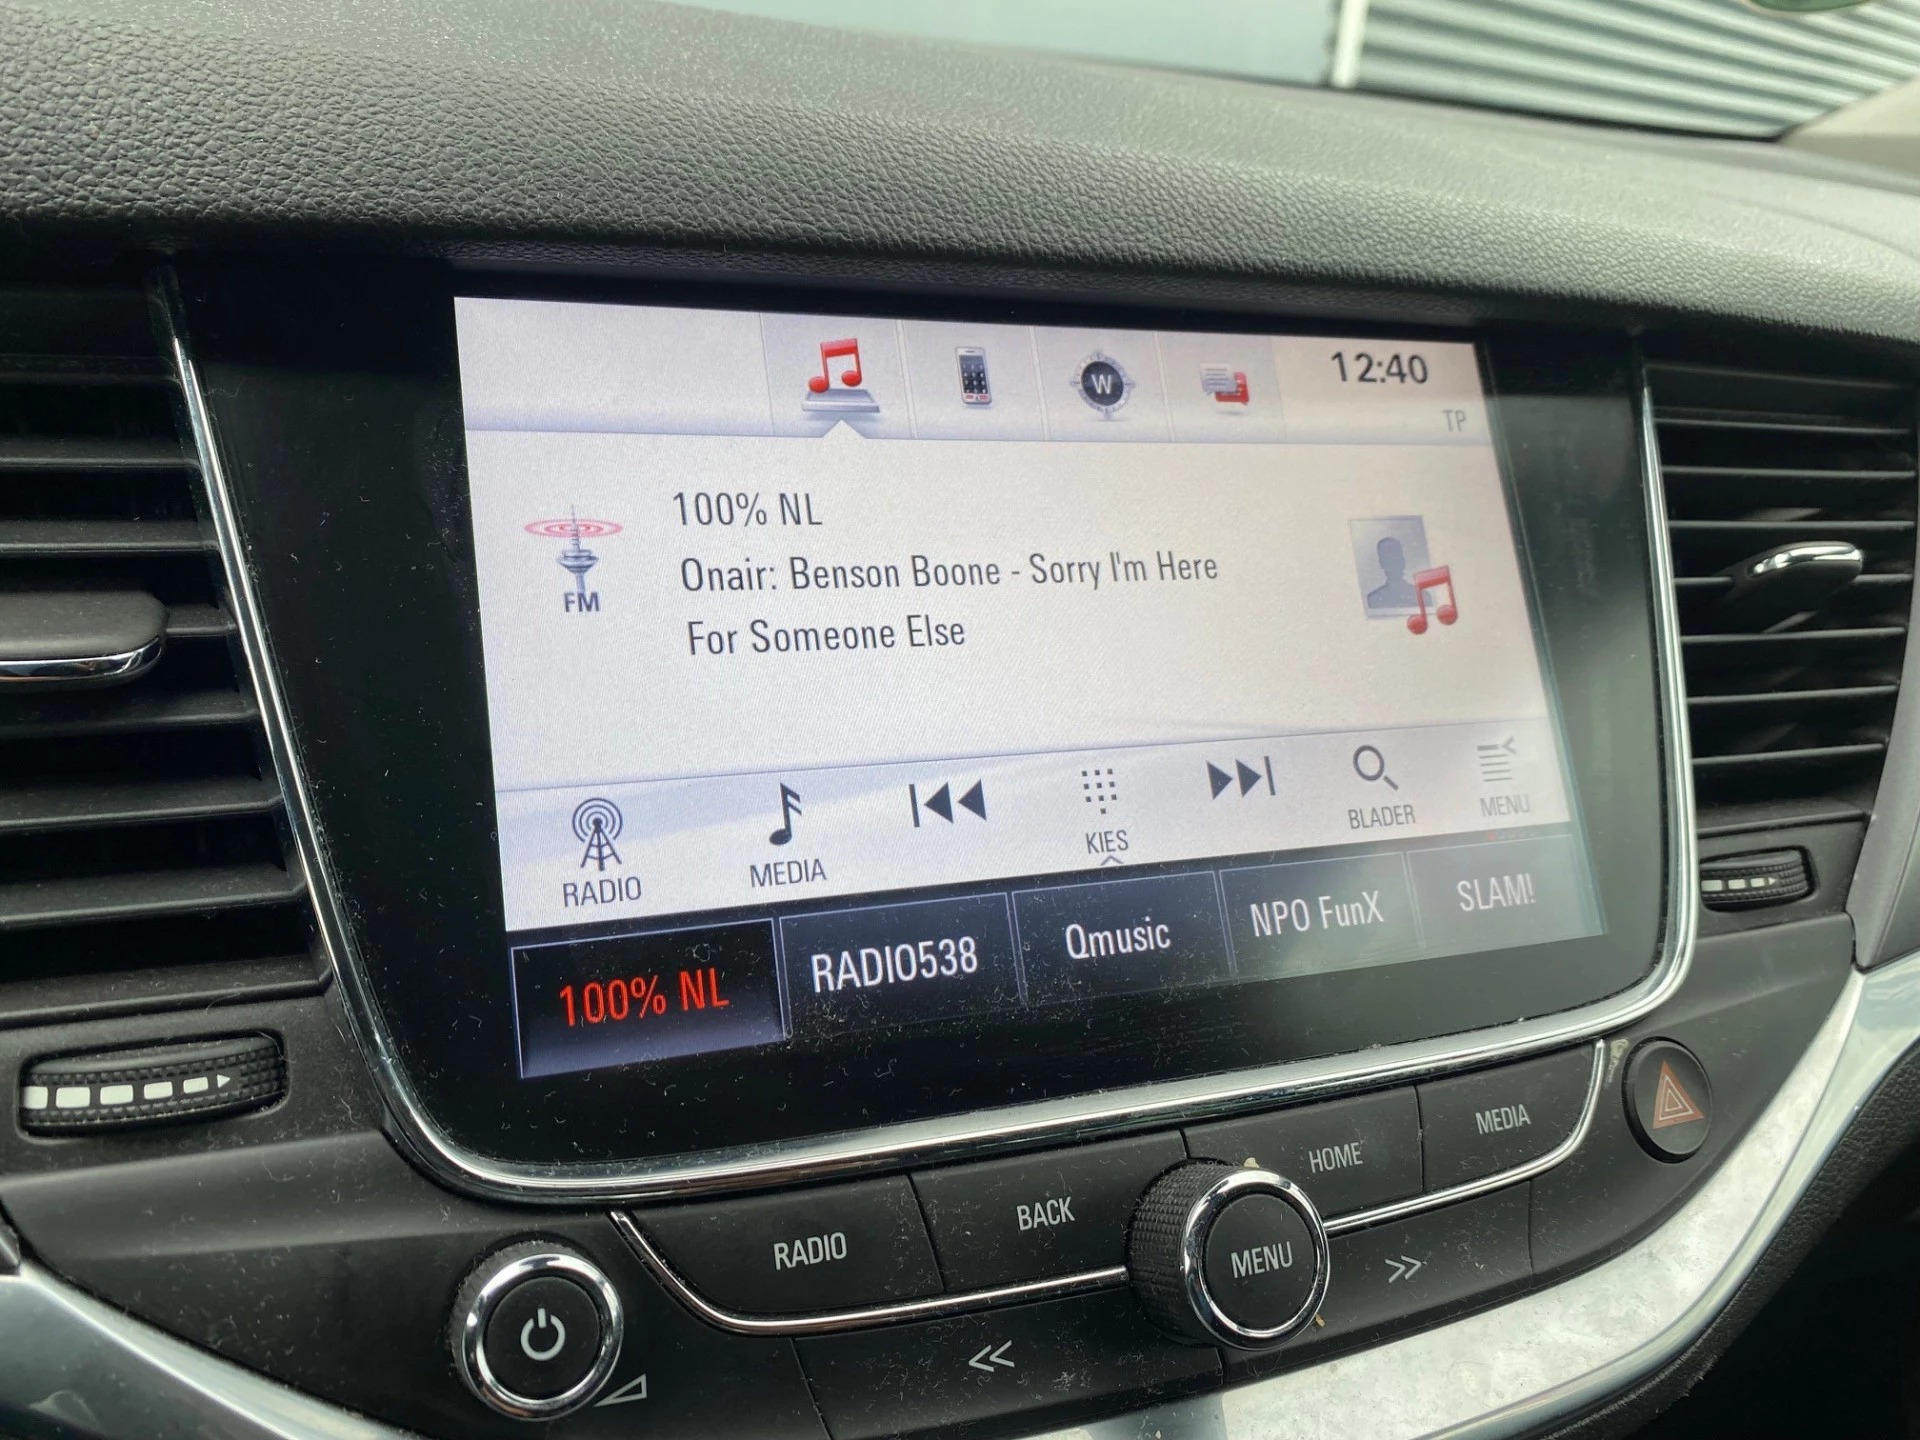 12:40
TP
W
100% NL
Onair: Benson Boone - Sorry I'm Here
For Someone Else
FM
RADIO
MEDIA
KIES
BLADER
MENU
100% NL
RADIO538
Qmusic
NPO FunX
SLAM!
RADIO
BACK
MENU
HOME
MEDIA